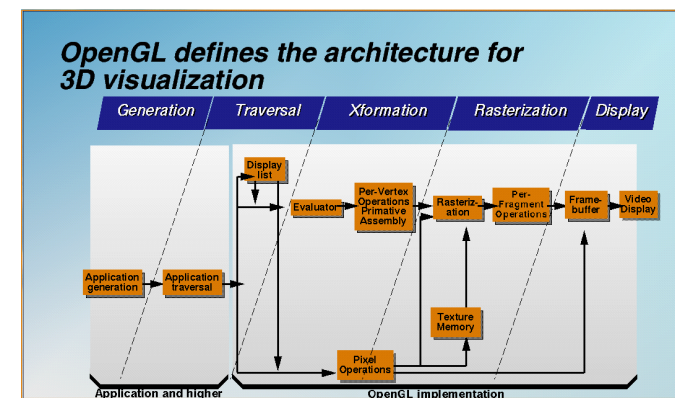 OpenGL defines the architecture for
3D visualization
Generation
Traversal
Xformation
Rasterization
Display
Display
list
Evaluator
Per-Vertex
Operations
Primative
Assembly
Rasteriz-
ation
Per-
Fragment
Operations
Frame-
buffer
Video
Display
Application
generation
Application
traversal
Texture
Memory
Pixel
Operations
Application and higher
OpenGL implementation